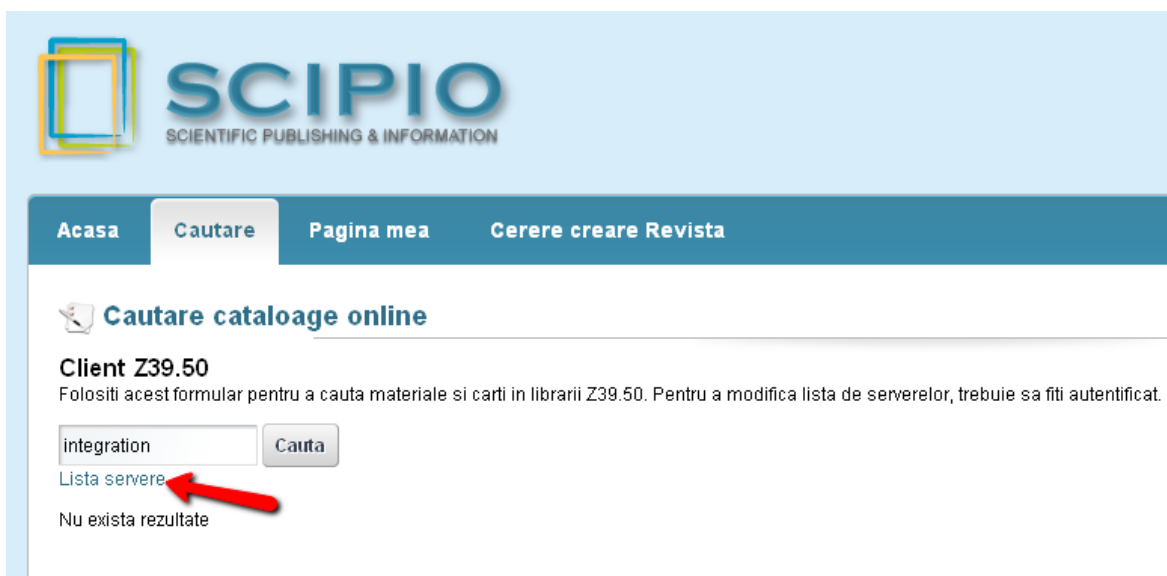 SCIPIO
SCIENTIFIC PUBLISHING & INFORMATION
Acasa Cautare Pagina mea Cerere creare Revista
Cautare cataloage online
Client Z39.50
Folositi acest formular pentru a cauta materiale si carti in librarii Z39.50. Pentru a modifica lista de serverelor, trebuie sa fiti autentificat.
integration Cauta
Lista servere
Nu exista rezultate